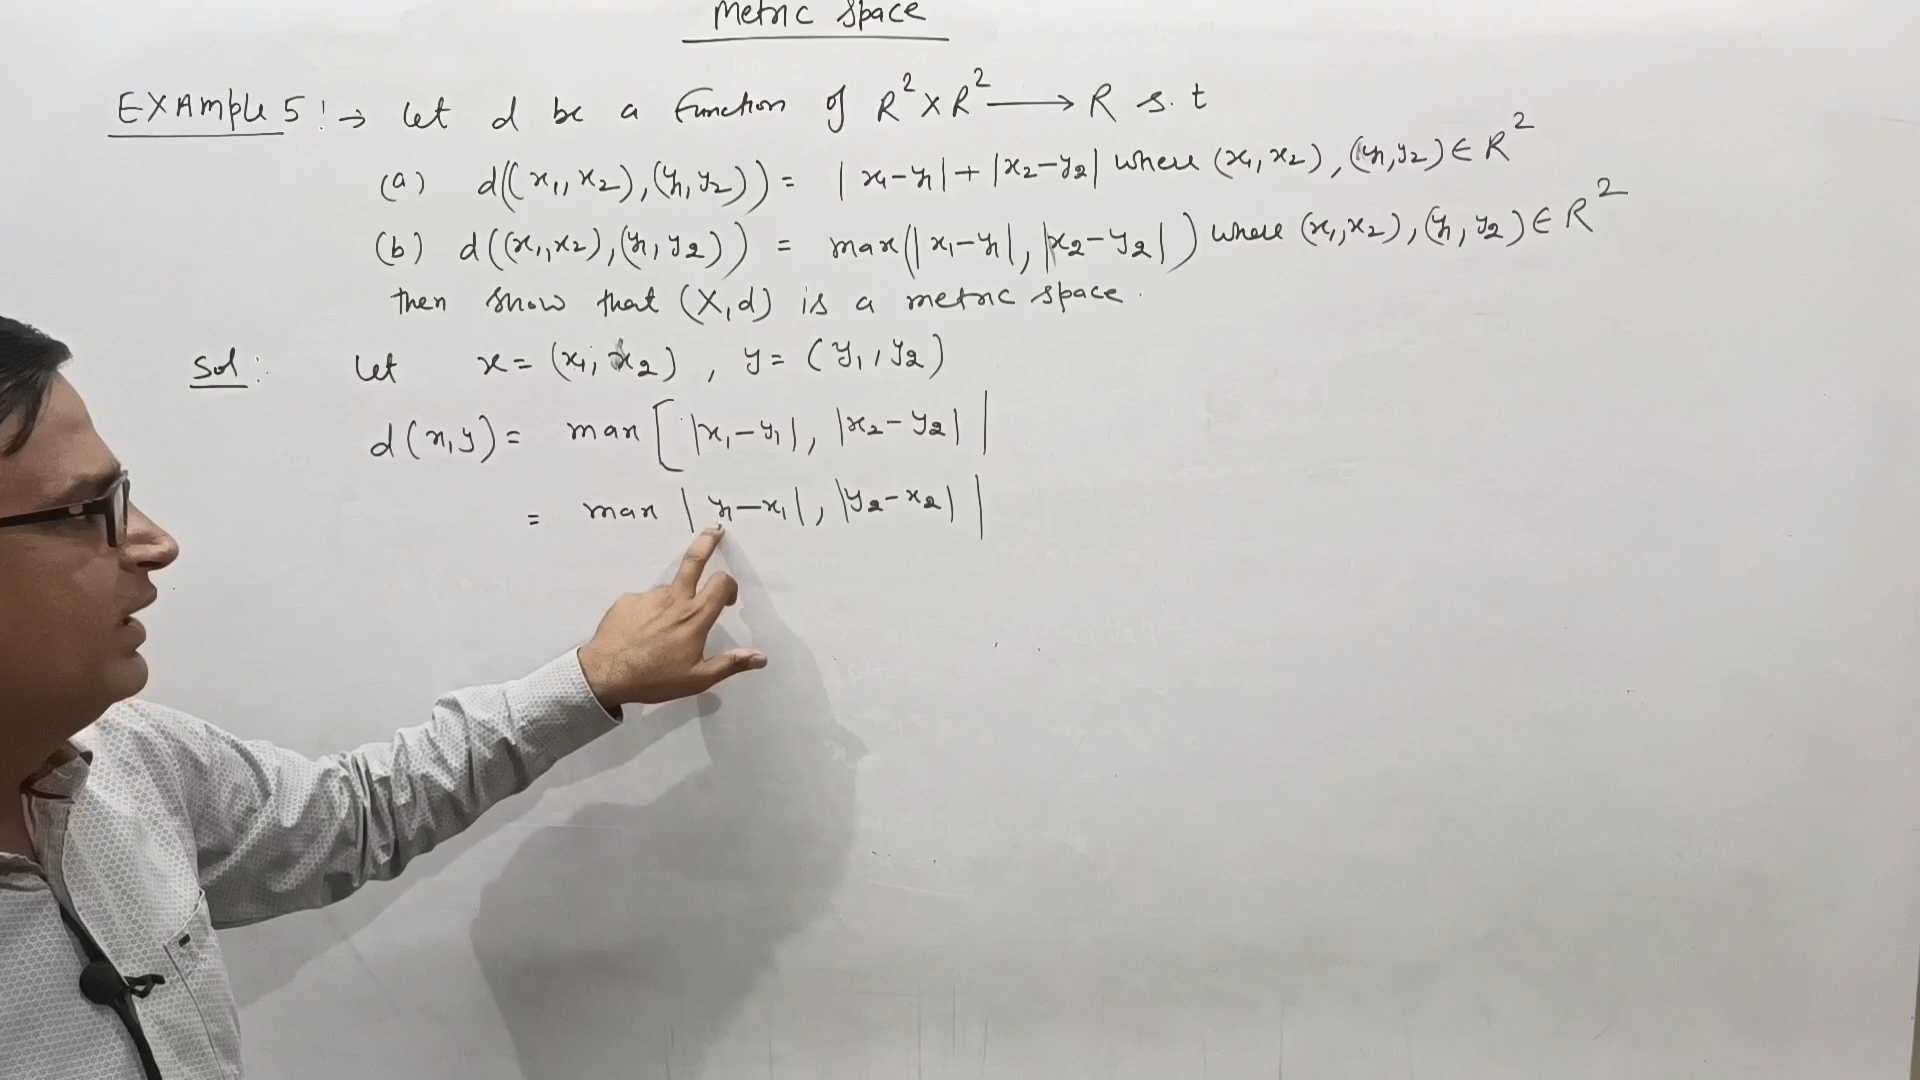 Metric Space
EXAmple 5 :→ Let d be a Function of R² x R² ⟶ R s.t
(a) d((x₁, x₂), (y₁, y₂)) = |x₁-y₁| + |x₂-y₂| where (x₁, x₂), (y₁, y₂) ∈ R²
(b) d((x₁, x₂), (y₁, y₂)) = max(|x₁-y₁|, |x₂-y₂|) where (x₁, x₂), (y₁, y₂) ∈ R²
then show that (X, d) is a metric space.
Sol: Let x = (x₁, x₂), y = (y₁, y₂)
d(x, y) = max [|x₁-y₁|, |x₂-y₂||
= max |y₁-x₁|, |y₂-x₂||